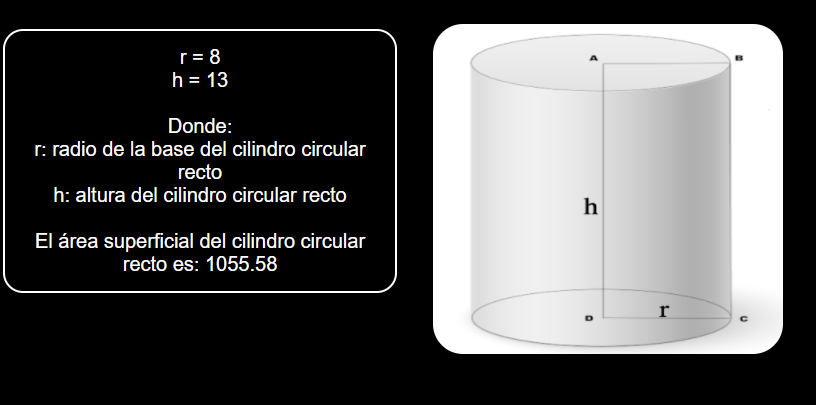 r = 8
h = 13
Donde:
r: radio de la base del cilindro circular
recto
h: altura del cilindro circular recto
El área superficial del cilindro circular
recto es: 1055.58
A
B
h
D
r
C